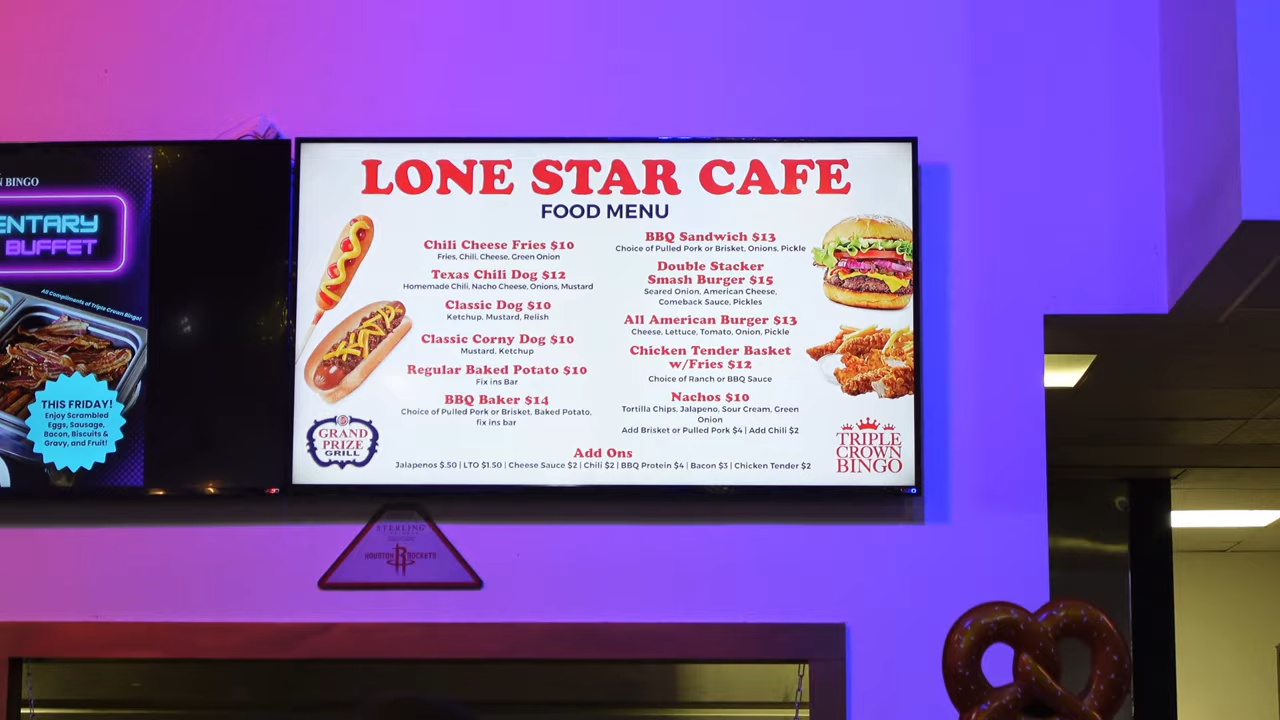 BINGO
ENTARY
BUFFET
All Compliments of Triple Crown Bingo!
THIS FRIDAY!
Enjoy Scrambled
Eggs, Sausage,
Bacon, Biscuits &
Gravy, and Fruit!
LONE STAR CAFE
FOOD MENU
Chili Cheese Fries $10
Fries, Chili, Cheese, Green Onion
Texas Chili Dog $12
Homemade Chili, Nacho Cheese, Onions, Mustard
Classic Dog $10
Ketchup, Mustard, Relish
Classic Corny Dog $10
Mustard, Ketchup
Regular Baked Potato $10
Fix ins Bar
BBQ Baker $14
Choice of Pulled Pork or Brisket, Baked Potato,
fix ins bar
BBQ Sandwich $13
Choice of Pulled Pork or Brisket, Onions, Pickle
Double Stacker
Smash Burger $15
Seared Onion, American Cheese,
Comeback Sauce, Pickles
All American Burger $13
Cheese, Lettuce, Tomato, Onion, Pickle
Chicken Tender Basket
w/Fries $12
Choice of Ranch or BBQ Sauce
Nachos $10
Tortilla Chips, Jalapeno, Sour Cream, Green
Onion
Add Brisket or Pulled Pork $4 | Add Chili $2
Add Ons
Jalapenos $.50 | LTO $1.50 | Cheese Sauce $2 | Chili $2 | BBQ Protein $4 | Bacon $3 | Chicken Tender $2
GRAND
PRIZE
GRILL
TRIPLE
CROWN
BINGO
STERLING
HOUSTON R ROCKETS